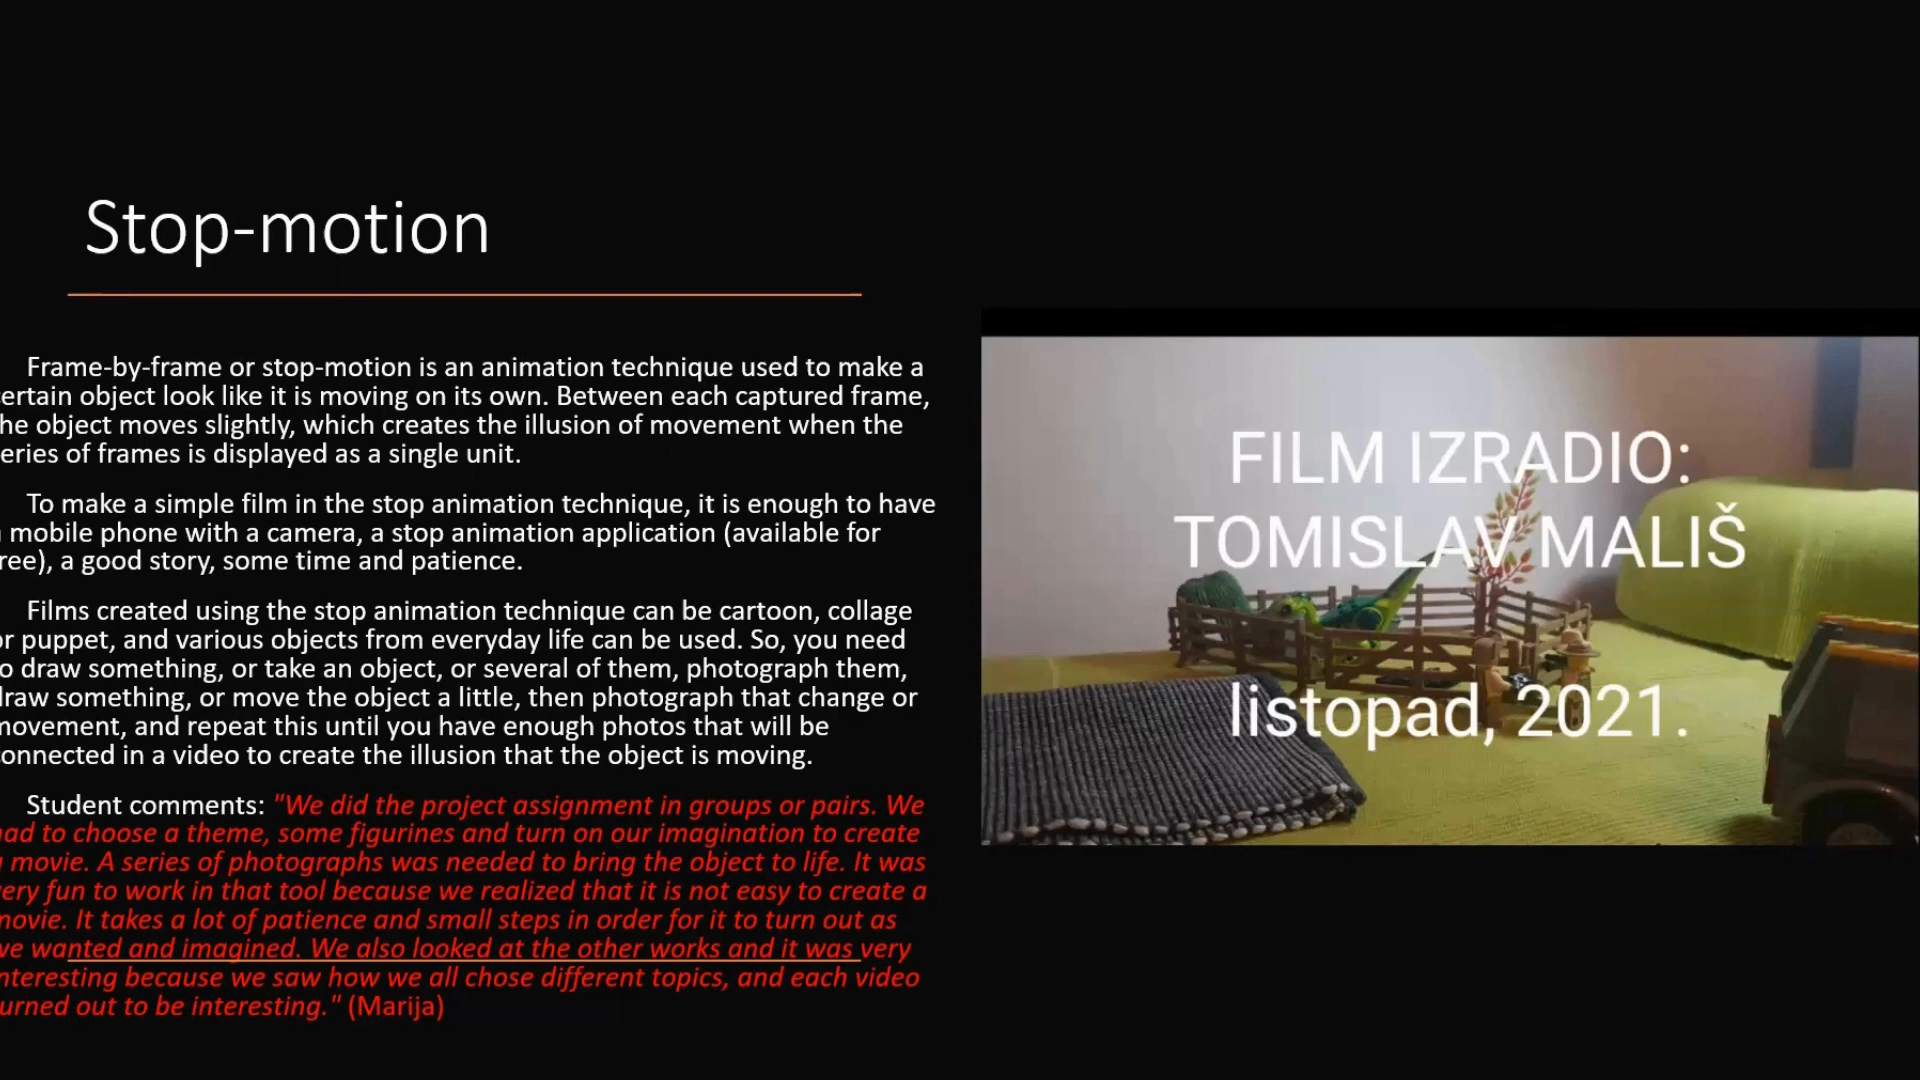 Stop-motion
Frame-by-frame or stop-motion is an animation technique used to make a
ertain object look like it is moving on its own. Between each captured frame,
he object moves slightly, which creates the illusion of movement when the
eries of frames is displayed as a single unit.
To make a simple film in the stop animation technique, it is enough to have
mobile phone with a camera, a stop animation application (available for
ree), a good story, some time and patience.
Films created using the stop animation technique can be cartoon, collage
or puppet, and various objects from everyday life can be used. So, you need
o draw something, or take an object, or several of them, photograph them,
draw something, or move the object a little, then photograph that change or
movement, and repeat this until you have enough photos that will be
onnected in a video to create the illusion that the object is moving.
Student comments: "We did the project assignment in groups or pairs. We
had to choose a theme, some figurines and turn on our imagination to create
movie. A series of photographs was needed to bring the object to life. It was
very fun to work in that tool because we realized that it is not easy to create a
movie. It takes a lot of patience and small steps in order for it to turn out as
we wanted and imagined. We also looked at the other works and it was very
nteresting because we saw how we all chose different topics, and each video
urned out to be interesting." (Marija)
FILM IZRADIO:
TOMISLAV MALIŠ
listopad, 2021.